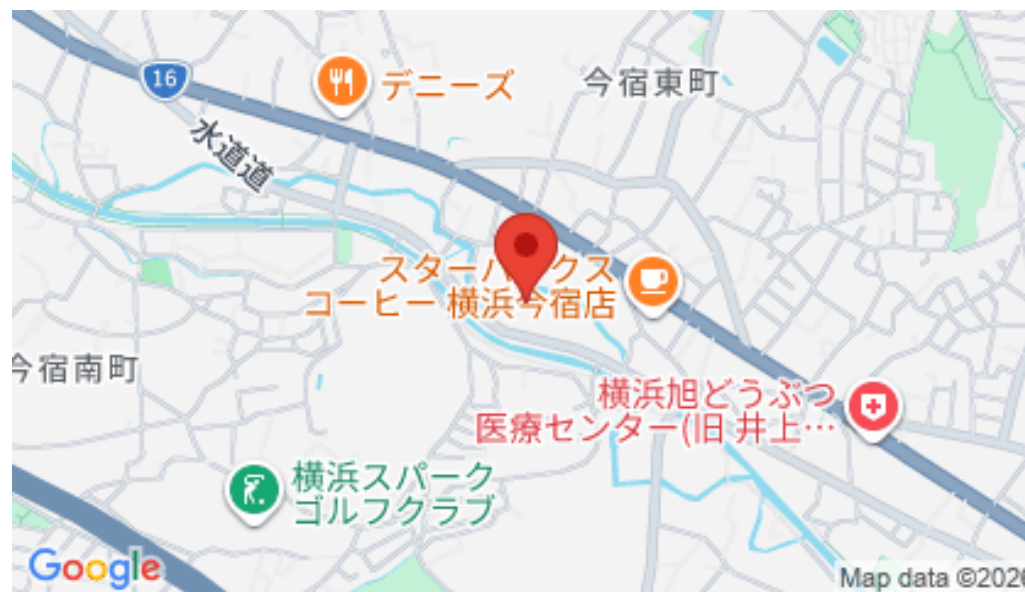 16
デニーズ
今宿東町
水道道
スターバックス
コーヒー 横浜今宿店
今宿南町
横浜旭どうぶつ
医療センター(旧 井上…
横浜スパーク
ゴルフクラブ
Google
Map data ©2026